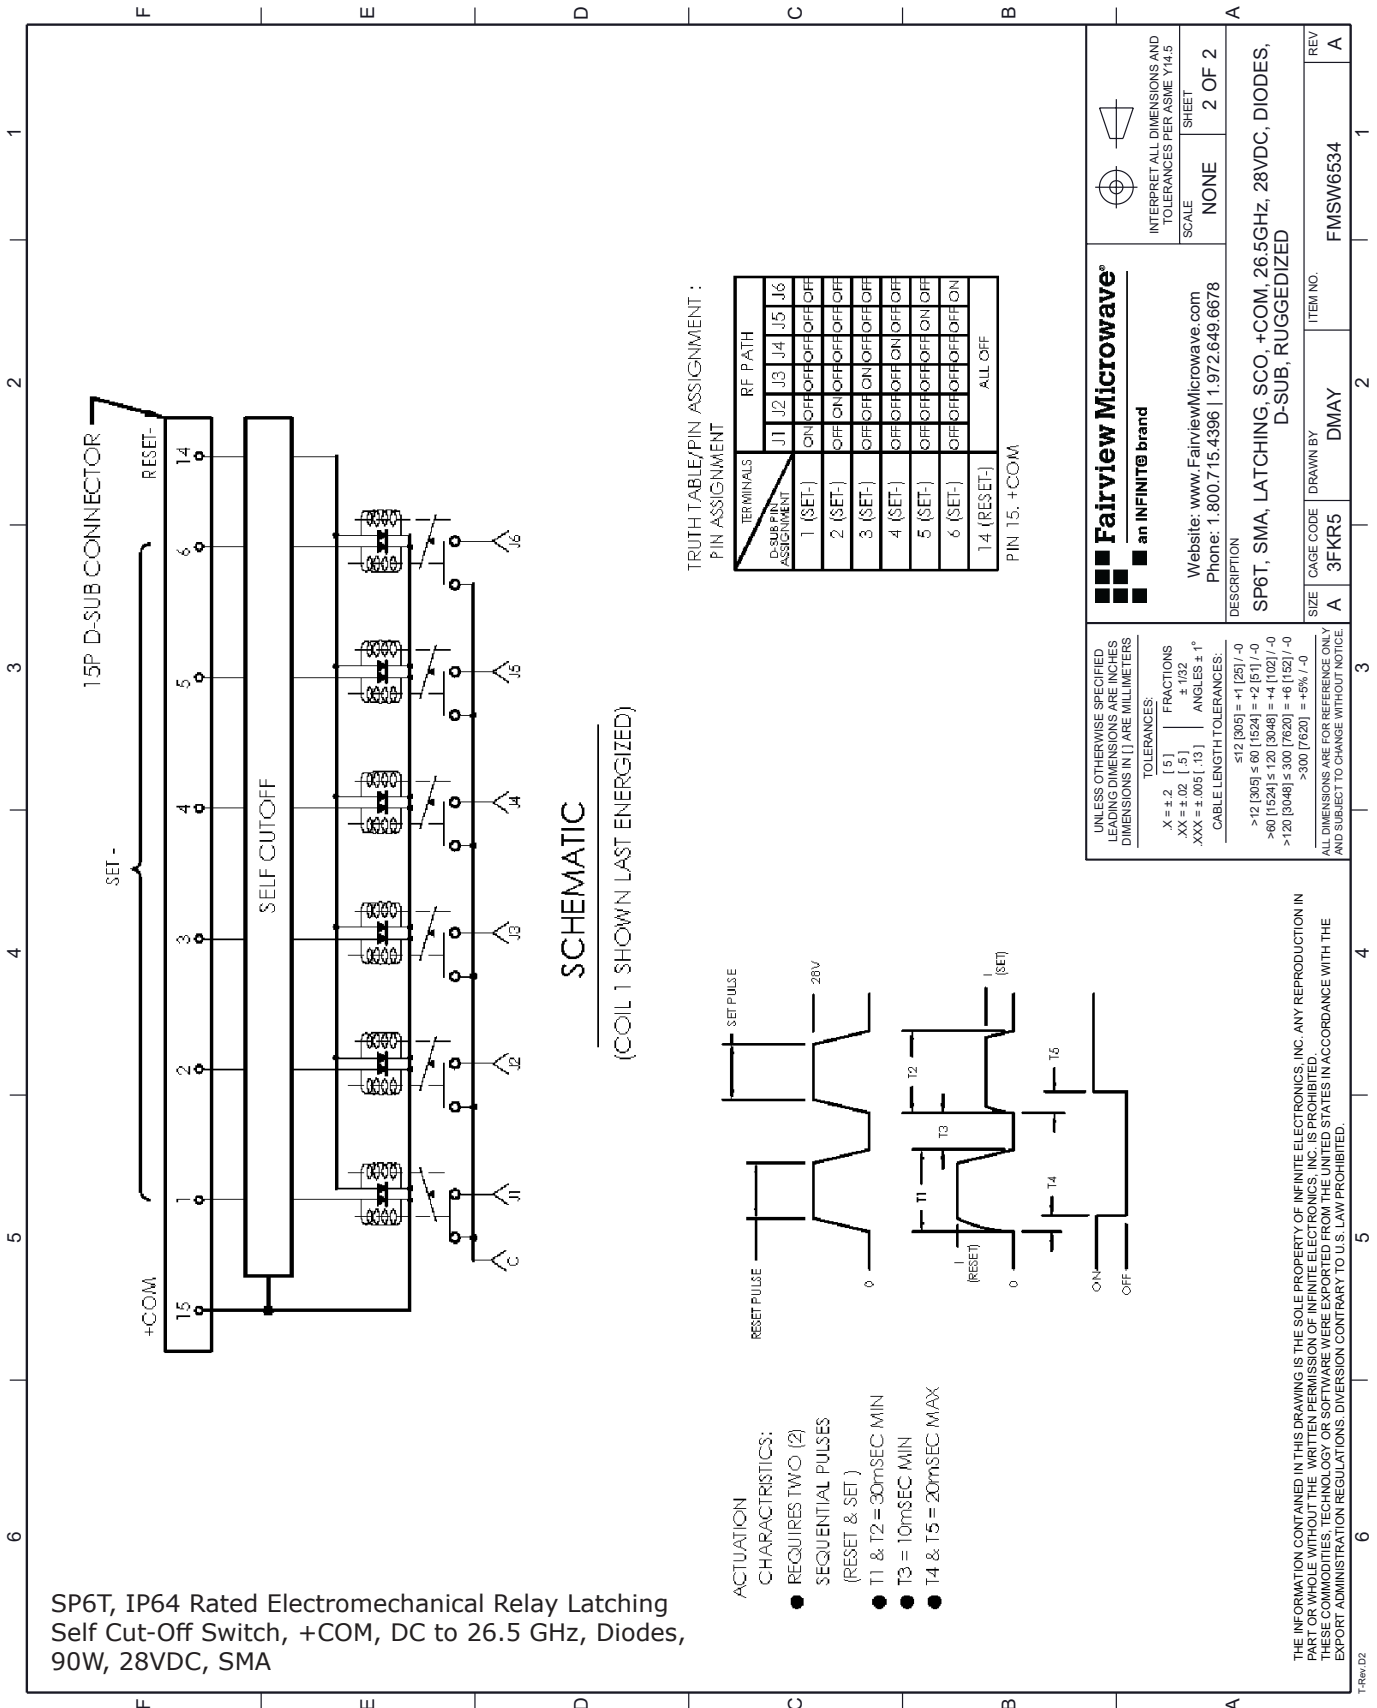 15P D-SUB CONNECTOR
SET -
+COM
RESET-
15 1 2 3 4 5 6 14
SELF CUTOFF
C J1 J2 J3 J4 J5 J6
SCHEMATIC
(COIL 1 SHOWN LAST ENERGIZED)
ACTUATION
CHARACTRISTICS:
REQUIRES TWO (2)
SEQUENTIAL PULSES
(RESET & SET )
T1 & T2 = 30mSEC MIN
T3 = 10mSEC MIN
T4 & T5 = 20mSEC MAX
RESET PULSE
SET PULSE
28V
0
I
(RESET)
I
(SET)
T1
T3
T2
0
T4
T5
ON
OFF
TRUTH TABLE/PIN ASSIGNMENT :
PIN ASSIGNMENT
TERMINALS
RF PATH
D-SUB PIN
ASSIGNMENT
J1 J2 J3 J4 J5 J6
1 (SET-) ON OFF OFF OFF OFF OFF
2 (SET-) OFF ON OFF OFF OFF OFF
3 (SET-) OFF OFF ON OFF OFF OFF
4 (SET-) OFF OFF OFF ON OFF OFF
5 (SET-) OFF OFF OFF OFF ON OFF
6 (SET-) OFF OFF OFF OFF OFF ON
14 (RESET-) ALL OFF
PIN 15. +COM
UNLESS OTHERWISE SPECIFIED
LEADING DIMENSIONS ARE INCHES
DIMENSIONS IN [ ] ARE MILLIMETERS
TOLERANCES:
.X = ± .2 [ 5 ] FRACTIONS
.XX = ± .02 [ .5 ] ± 1/32
.XXX = ± .005 [ .13 ] ANGLES ± 1°
CABLE LENGTH TOLERANCES:
≤12 [305] = +1 [25] / -0
>12 [305] ≤ 60 [1524] = +2 [51] / -0
>60 [1524] ≤ 120 [3048] = +4 [102] / -0
>120 [3048] ≤ 300 [7620] = +6 [152] / -0
>300 [7620] = +5% / -0
ALL DIMENSIONS ARE FOR REFERENCE ONLY
AND SUBJECT TO CHANGE WITHOUT NOTICE.
Fairview Microwave®
an INFINIT® brand
Website: www.FairviewMicrowave.com
Phone: 1.800.715.4396 | 1.972.649.6678
INTERPRET ALL DIMENSIONS AND
TOLERANCES PER ASME Y14.5
SCALE
NONE
SHEET
2 OF 2
DESCRIPTION
SP6T, SMA, LATCHING, SCO, +COM, 26.5GHz, 28VDC, DIODES,
D-SUB, RUGGEDIZED
SIZE
A
CAGE CODE
3FKR5
DRAWN BY
DMAY
ITEM NO.
FMSW6534
REV
A
THE INFORMATION CONTAINED IN THIS DRAWING IS THE SOLE PROPERTY OF INFINITE ELECTRONICS, INC. ANY REPRODUCTION IN
PART OR WHOLE WITHOUT THE WRITTEN PERMISSION OF INFINITE ELECTRONICS, INC. IS PROHIBITED.
THESE COMMODITIES, TECHNOLOGY OR SOFTWARE WERE EXPORTED FROM THE UNITED STATES IN ACCORDANCE WITH THE
EXPORT ADMINISTRATION REGULATIONS. DIVERSION CONTRARY TO U.S. LAW PROHIBITED.
T-Rev.D2
6 5 4 3 2 1
6 5 4 3 2 1
F E D C B A
F E D C B A
SP6T, IP64 Rated Electromechanical Relay Latching
Self Cut-Off Switch, +COM, DC to 26.5 GHz, Diodes,
90W, 28VDC, SMA